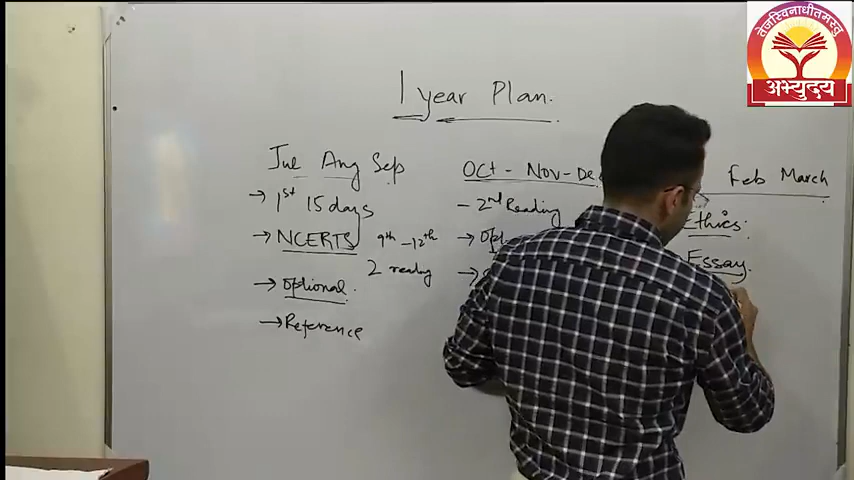 तेजस्विनाधीतमस्तु
अभ्युदय
1 year Plan.
Jul Aug Sep
→ 1st 15 days
→ NCERTS 9th - 12th
2 reading
→ Optional.
→ Reference
Oct - Nov - De
- 2nd Reading
→ Opt
→
Feb March
Ethics
Essay.